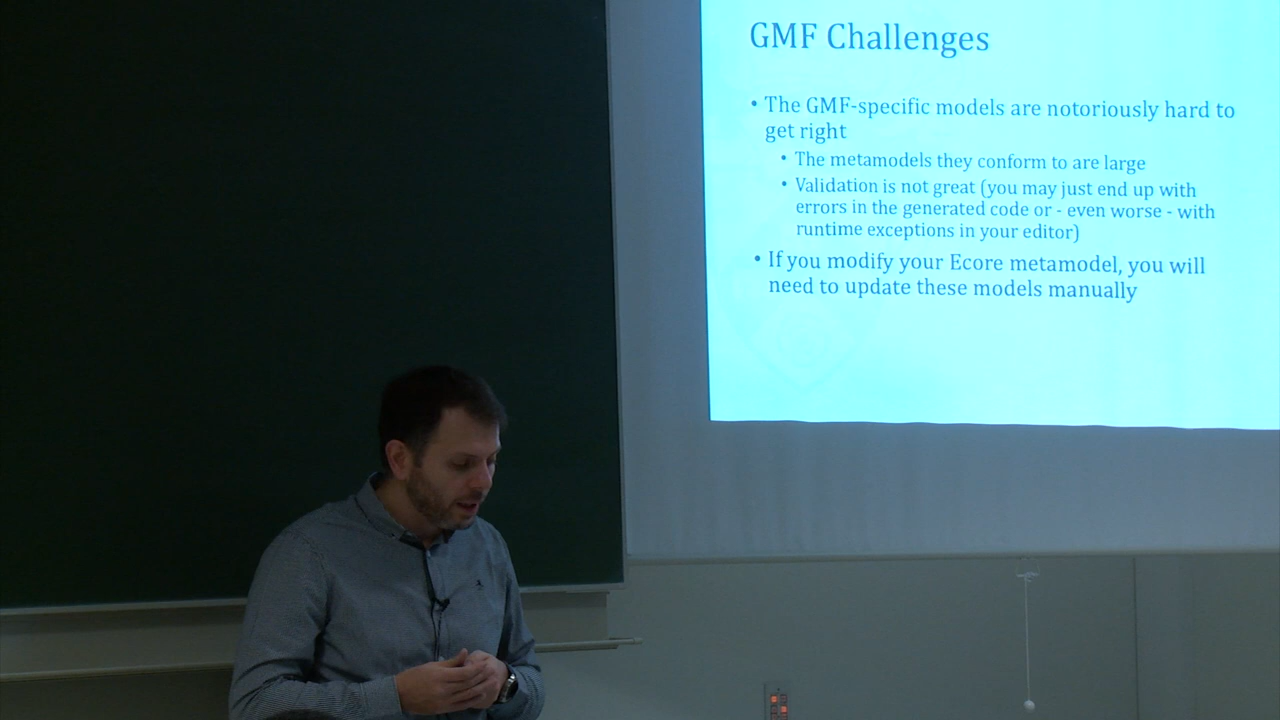 GMF Challenges
• The GMF-specific models are notoriously hard to
get right
• The metamodels they conform to are large
• Validation is not great (you may just end up with
errors in the generated code or - even worse - with
runtime exceptions in your editor)
• If you modify your Ecore metamodel, you will
need to update these models manually